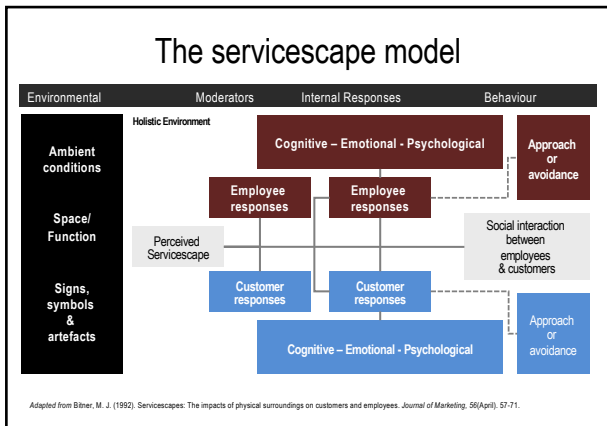 The servicescape model
Environmental
Moderators
Internal Responses
Behaviour
Ambient
conditions
Space/
Function
Signs,
symbols
&
artefacts
Holistic Environment
Cognitive – Emotional - Psychological
Approach
or
avoidance
Employee
responses
Employee
responses
Perceived
Servicescape
Social interaction
between
employees
& customers
Customer
responses
Customer
responses
Approach
or
avoidance
Cognitive – Emotional - Psychological
Adapted from Bitner, M. J. (1992). Servicescapes: The impacts of physical surroundings on customers and employees. Journal of Marketing, 56(April). 57-71.